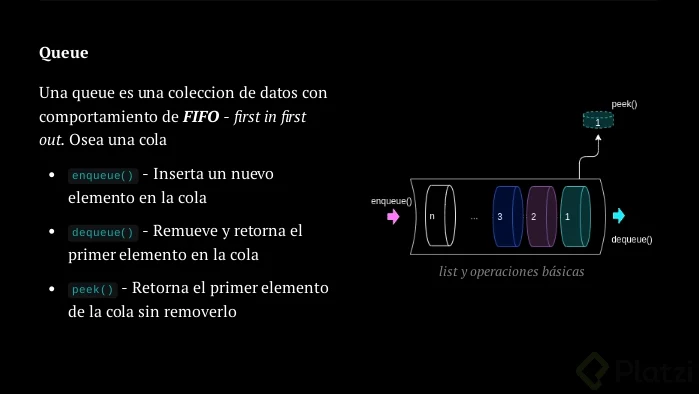 Queue
Una queue es una coleccion de datos con
comportamiento de FIFO - first in first
out. Osea una cola
enqueue() - Inserta un nuevo
elemento en la cola
dequeue() - Remueve y retorna el
primer elemento en la cola
peek() - Retorna el primer elemento
de la cola sin removerlo
peek()
1
enqueue()
n
...
3
2
1
dequeue()
list y operaciones básicas
Platzi